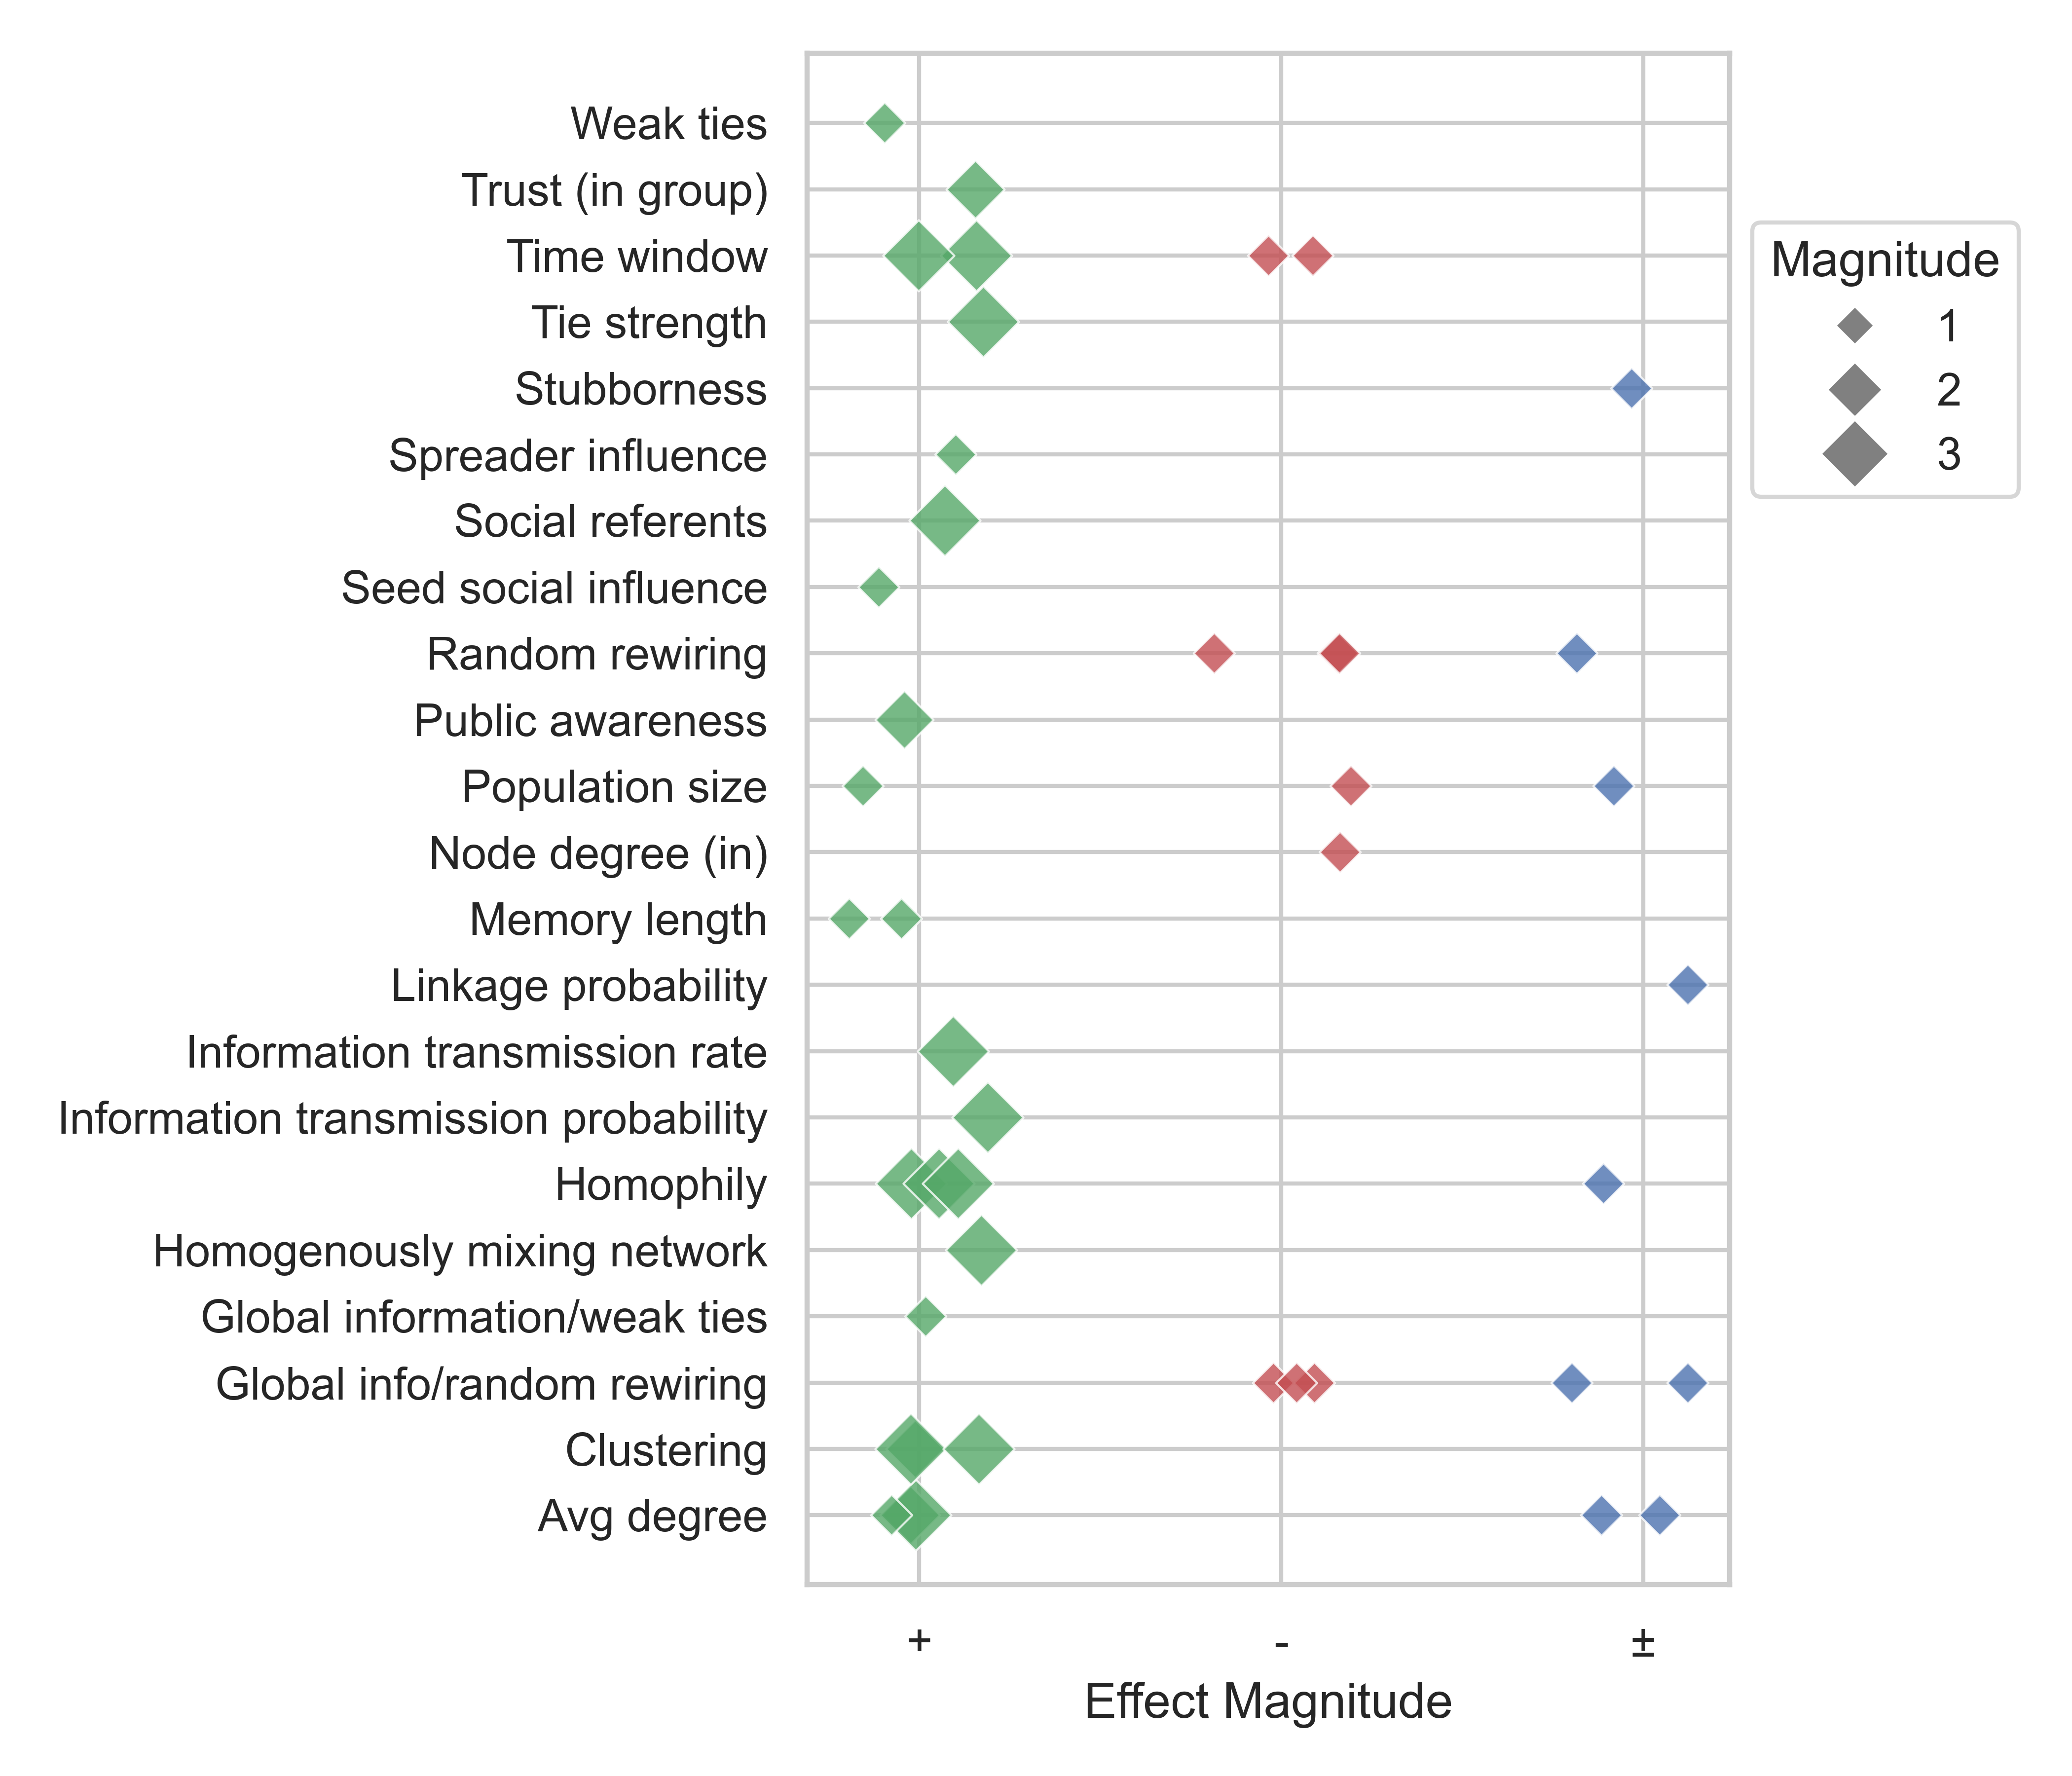 Weak ties
Trust (in group)
Time window
Tie strength
Stubborness
Spreader influence
Social referents
Seed social influence
Random rewiring
Public awareness
Population size
Node degree (in)
Memory length
Linkage probability
Information transmission rate
Information transmission probability
Homophily
Homogenously mixing network
Global information/weak ties
Global info/random rewiring
Clustering
Avg degree
+ - ±
Effect Magnitude
Magnitude
1
2
3